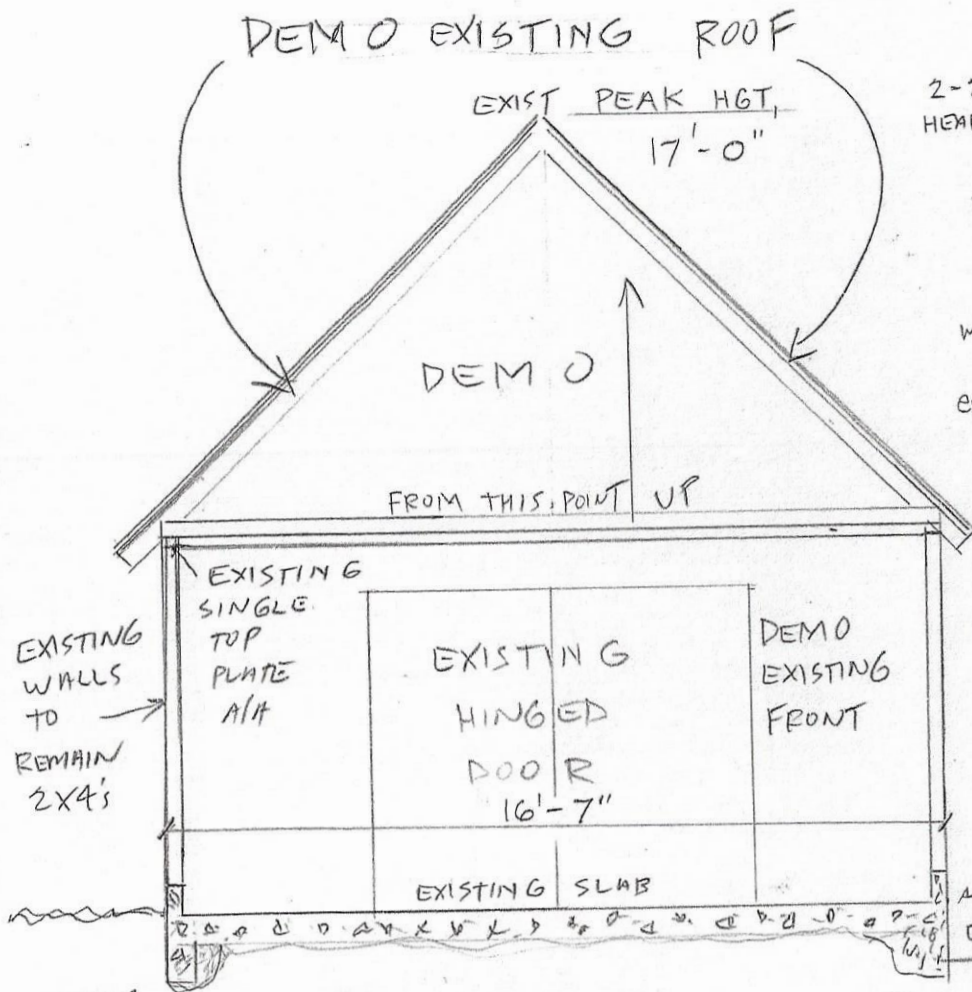 DEMO EXISTING ROOF
EXIST PEAK HGT,
17'-0"
DEMO
FROM THIS POINT UP
EXISTING
SINGLE
TOP
PLATE
A/A
EXISTING
WALLS
TO
REMAIN
2X4's
EXISTING
HINGED
DOOR
16'-7"
DEMO
EXISTING
FRONT
EXISTING SLAB